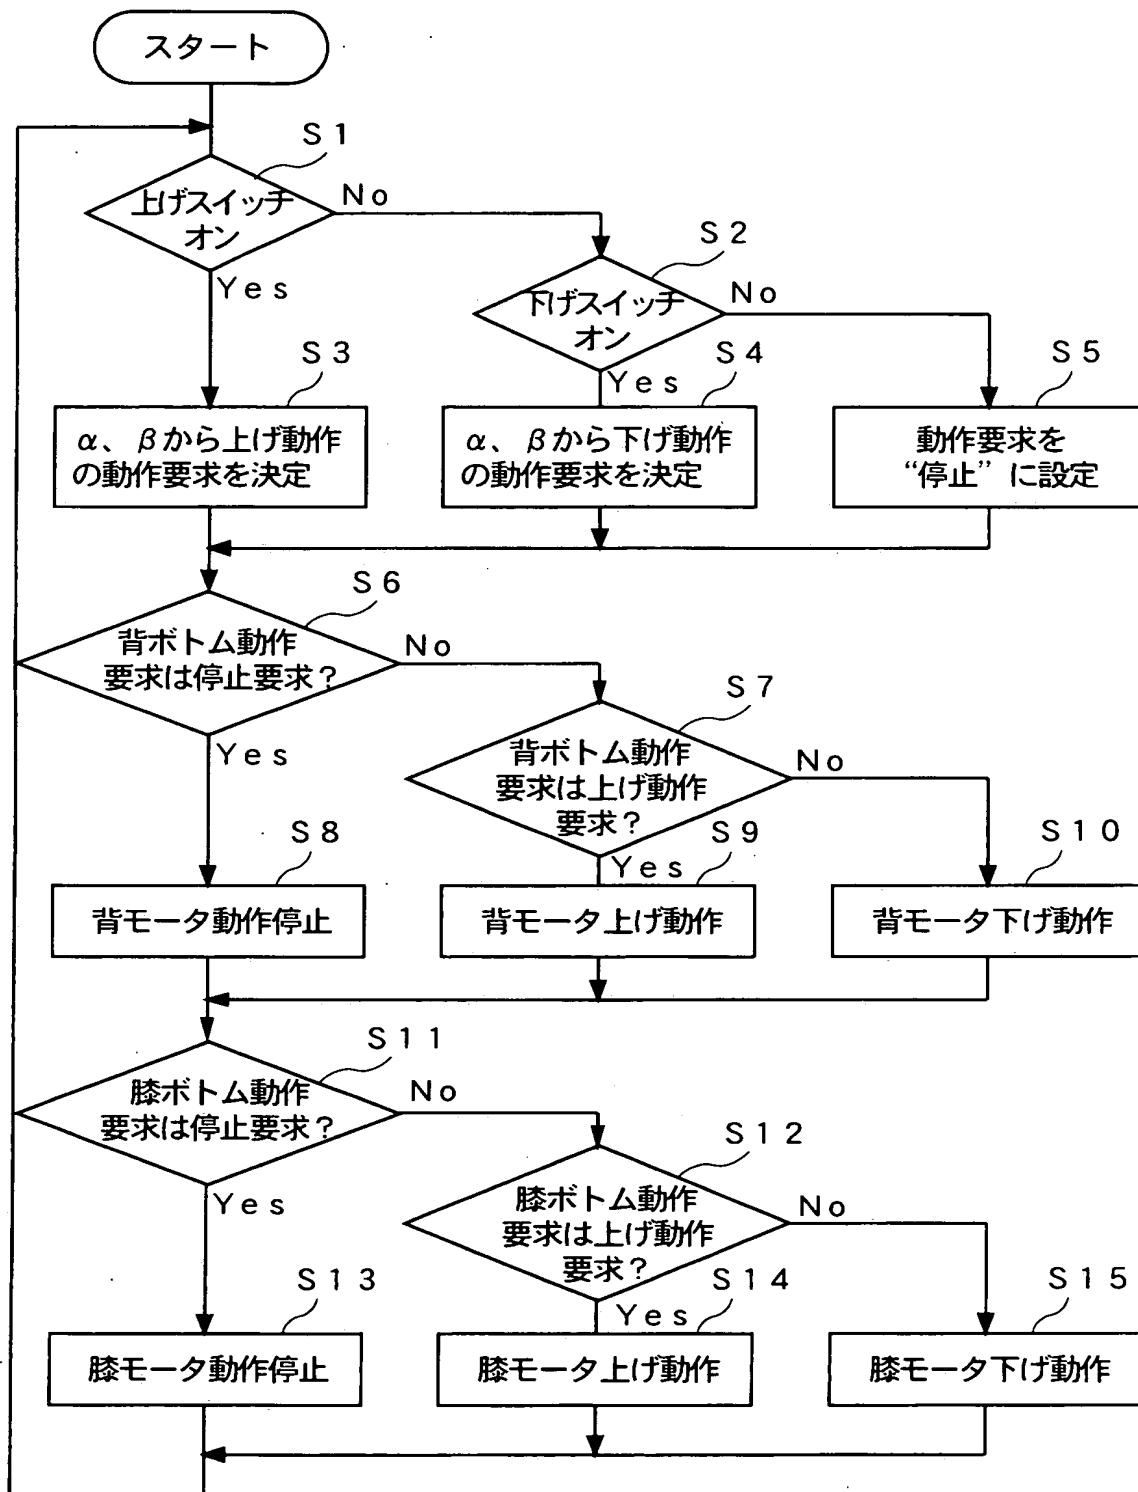 スタート
S1
上げスイッチ
オン
No
Yes
S2
下げスイッチ
オン
No
Yes
S3
α、βから上げ動作
の動作要求を決定
S4
α、βから下げ動作
の動作要求を決定
S5
動作要求を
“停止”に設定
S6
背ボトム動作
要求は停止要求？
No
Yes
S7
背ボトム動作
要求は上げ動作
要求？
No
Yes
S8
背モータ動作停止
S9
背モータ上げ動作
S10
背モータ下げ動作
S11
膝ボトム動作
要求は停止要求？
No
Yes
S12
膝ボトム動作
要求は上げ動作
要求？
No
Yes
S13
膝モータ動作停止
S14
膝モータ上げ動作
S15
膝モータ下げ動作